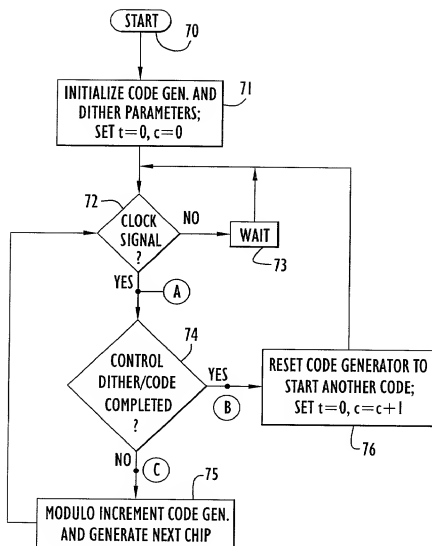 START
70
71
INITIALIZE CODE GEN. AND
DITHER PARAMETERS;
SET t=0, c=0
72
CLOCK
SIGNAL
?
NO
WAIT
73
YES
A
74
CONTROL
DITHER/CODE
COMPLETED
?
YES
B
RESET CODE GENERATOR TO
START ANOTHER CODE;
SET t=0, c=c+1
76
NO
C
75
MODULO INCREMENT CODE GEN.
AND GENERATE NEXT CHIP